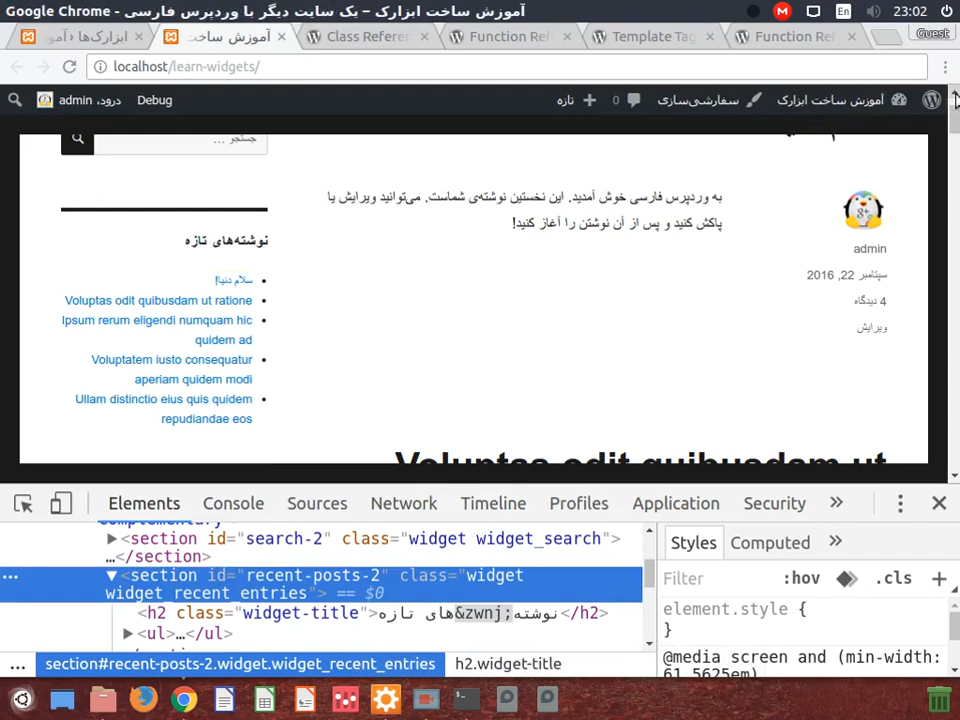 آموزش ساخت ابزارک – یک سایت دیگر با وردپرس فارسی - Google Chrome
En
23:02
ابزارک‌ها ‹ آموز
آموزش ساخت
Class Referen
Function Ref
Template Tag
Function Ref
Guest
localhost/learn-widgets/
درود، admin
Debug
تازه
0
سفارشی‌سازی
آموزش ساخت ابزارک
جستجو …
نوشته‌های تازه
سلام دنیا!
Voluptas odit quibusdam ut ratione
Ipsum rerum eligendi numquam hic
quidem ad
Voluptatem iusto consequatur
aperiam quidem modi
Ullam distinctio eius quis quidem
repudiandae eos
به وردپرس فارسی خوش آمدید. این نخستین نوشته‌ی شماست. می‌توانید ویرایش یا
پاکش کنید و پس از آن نوشتن را آغاز کنید!
admin
سپتامبر 22, 2016
4 دیدگاه
ویرایش
Voluptas odit quibusdam ut
Elements
Console
Sources
Network
Timeline
Profiles
Application
Security
complementary
<section id="search-2" class="widget widget_search">
…</section>
<section id="recent-posts-2" class="widget
widget_recent_entries"> == $0
<h2 class="widget-title">نوشته&zwnj;های تازه</h2>
<ul>…</ul>
section#recent-posts-2.widget.widget_recent_entries
h2.widget-title
Styles
Computed
Filter
:hov
.cls
element.style {
}
@media screen and (min-width:
61.5625em)